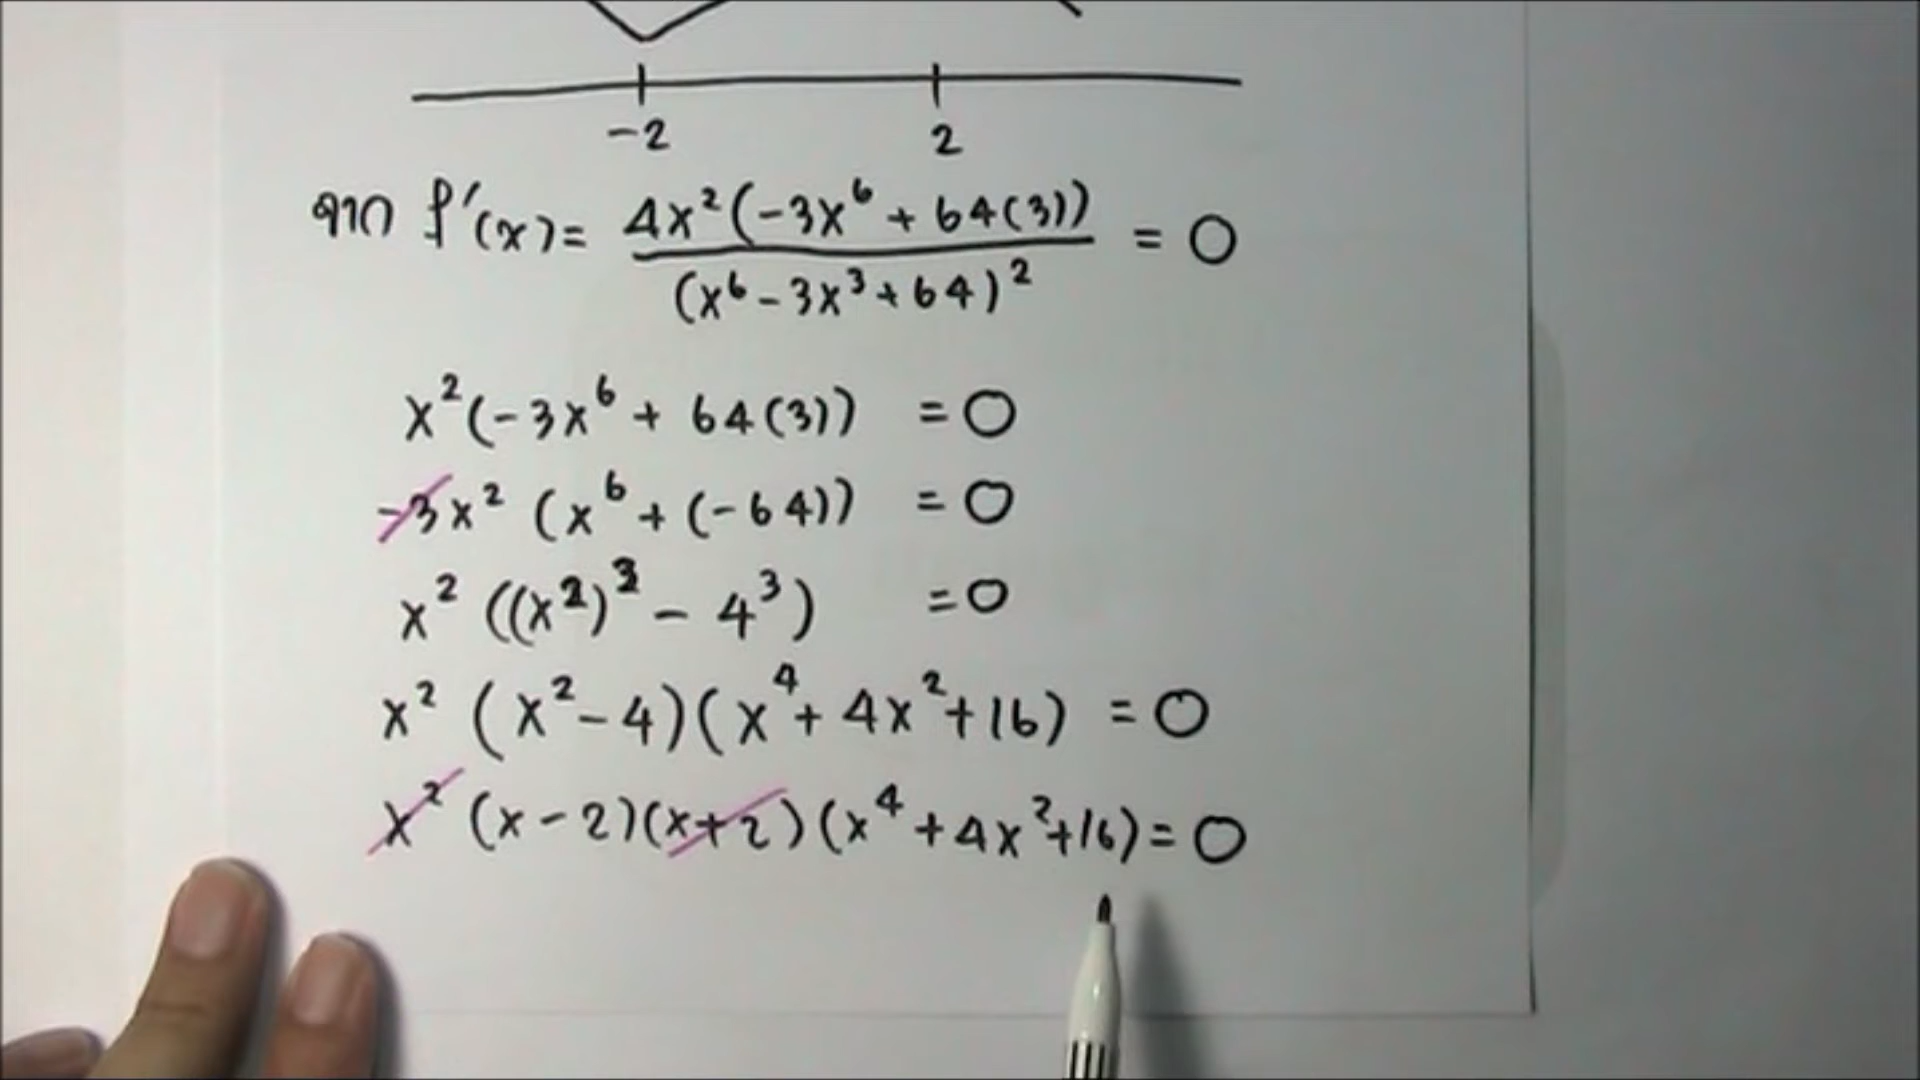 -2 2
จาก f'(x) = 4x²(-3x⁶ + 64(3)) / (x⁶ - 3x³ + 64)² = 0
x²(-3x⁶ + 64(3)) = 0
-3x² (x⁶ + (-64)) = 0
x² ((x²)³ - 4³) = 0
x² (x² - 4)(x⁴ + 4x² + 16) = 0
x² (x - 2)(x + 2)(x⁴ + 4x² + 16) = 0